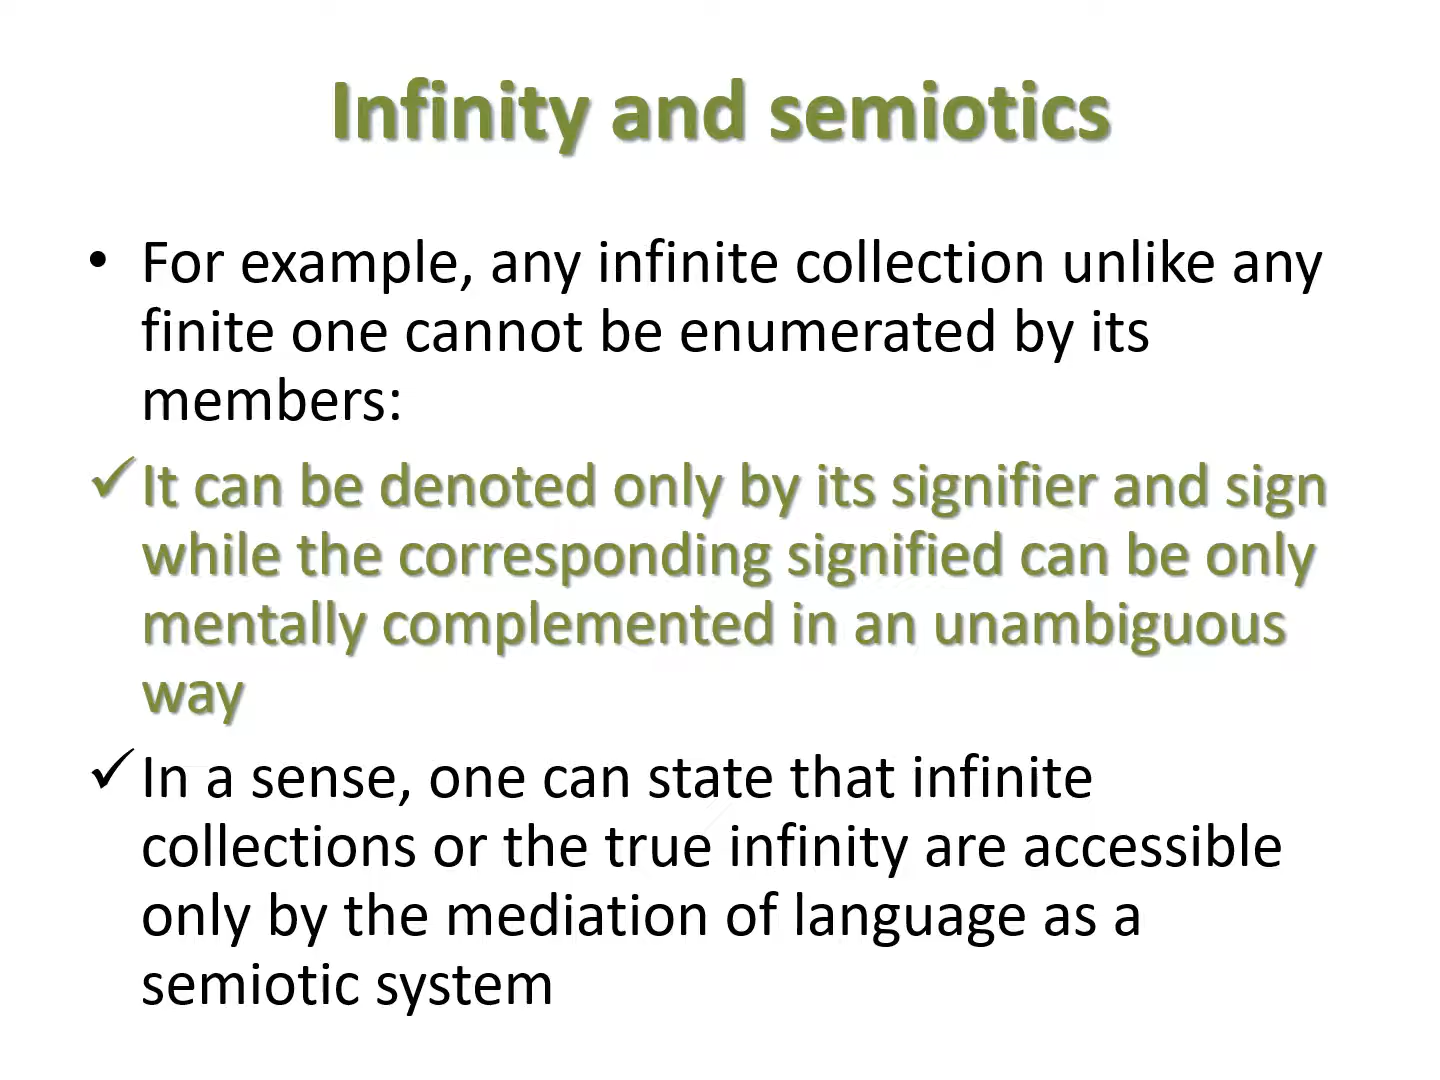 Infinity and semiotics
• For example, any infinite collection unlike any
finite one cannot be enumerated by its
members:
✓It can be denoted only by its signifier and sign
while the corresponding signified can be only
mentally complemented in an unambiguous
way
✓In a sense, one can state that infinite
collections or the true infinity are accessible
only by the mediation of language as a
semiotic system